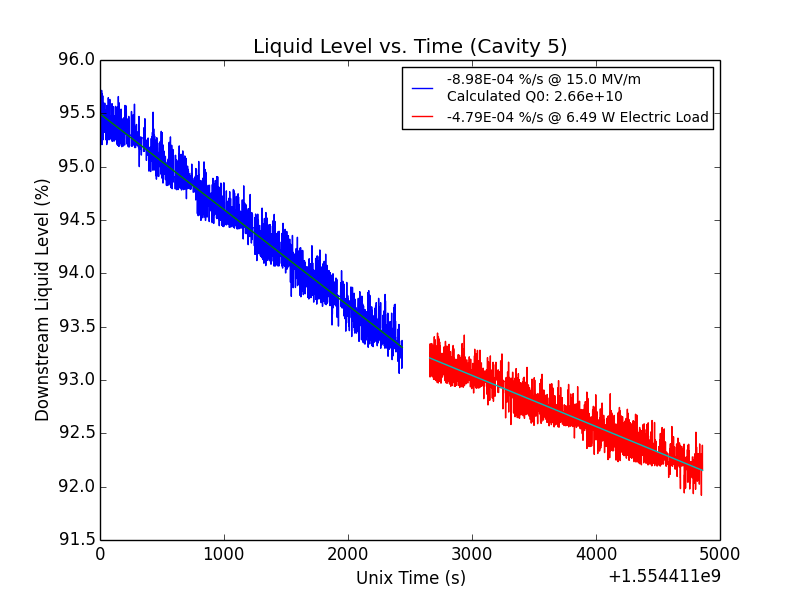 Liquid Level vs. Time (Cavity 5)
-8.98E-04 %/s @ 15.0 MV/m
Calculated Q0: 2.66e+10
-4.79E-04 %/s @ 6.49 W Electric Load
Downstream Liquid Level (%)
96.0
95.5
95.0
94.5
94.0
93.5
93.0
92.5
92.0
91.5
0 1000 2000 3000 4000 5000
Unix Time (s)
+1.554411e9